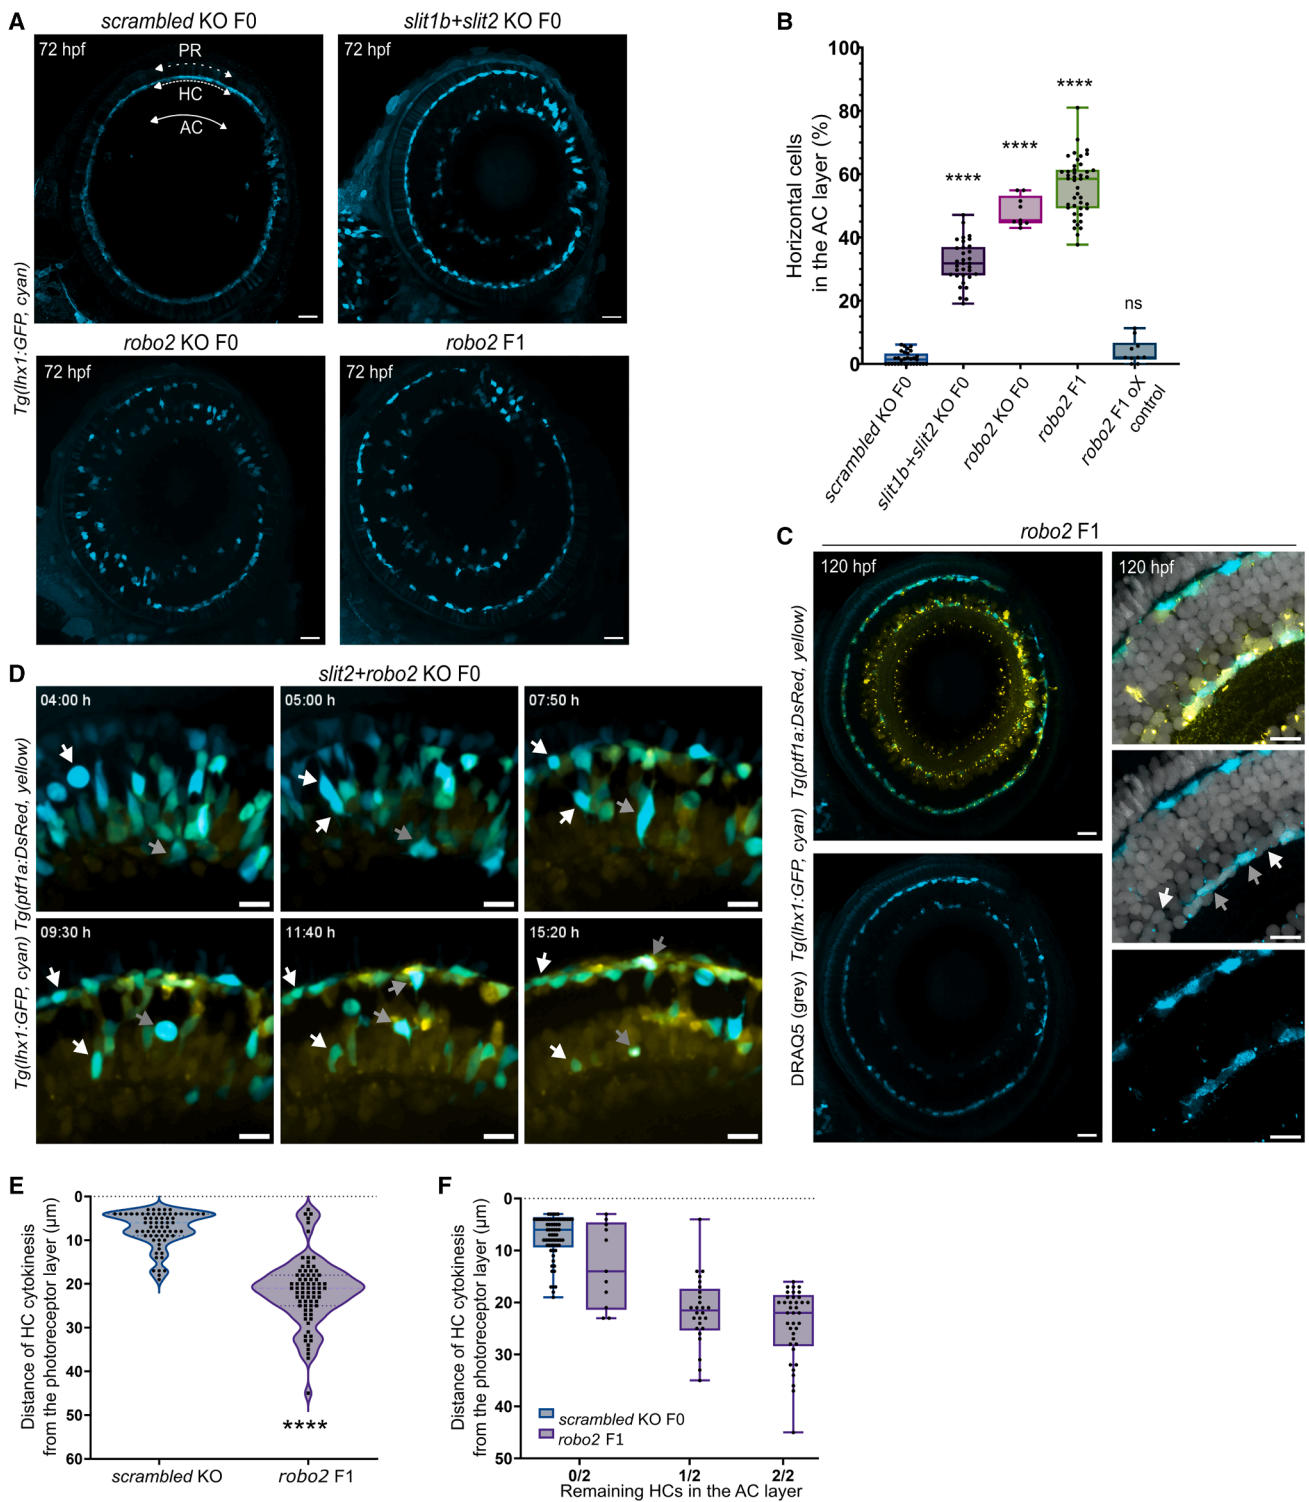 A
scrambled KO F0
slit1b+slit2 KO F0
72 hpf
PR
HC
AC
72 hpf
robo2 KO F0
robo2 F1
72 hpf
72 hpf
Tg(lhx1:GFP, cyan)
B
Horizontal cells
in the AC layer (%)
100
80
60
40
20
0
****
****
****
ns
scrambled KO F0
slit1b+slit2 KO F0
robo2 KO F0
robo2 F1
robo2 F1 oX
control
C
robo2 F1
120 hpf
120 hpf
DRAQ5 (grey) Tg(lhx1:GFP, cyan) Tg(ptf1a:DsRed, yellow)
D
slit2+robo2 KO F0
04:00 h
05:00 h
07:50 h
09:30 h
11:40 h
15:20 h
Tg(lhx1:GFP, cyan) Tg(ptf1a:DsRed, yellow)
E
Distance of HC cytokinesis
from the photoreceptor layer (µm)
0
10
20
30
40
50
60
****
scrambled KO
robo2 F1
F
Distance of HC cytokinesis
from the photoreceptor layer (µm)
0
10
20
30
40
50
scrambled KO F0
robo2 F1
0/2
1/2
2/2
Remaining HCs in the AC layer